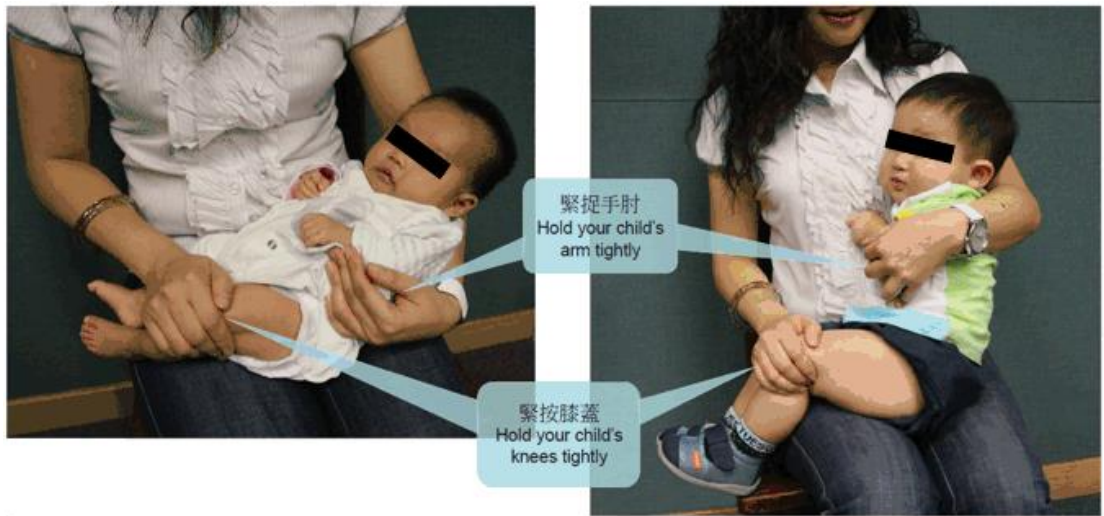 緊捉手肘
Hold your child's
arm tightly
緊按膝蓋
Hold your child's
knees tightly